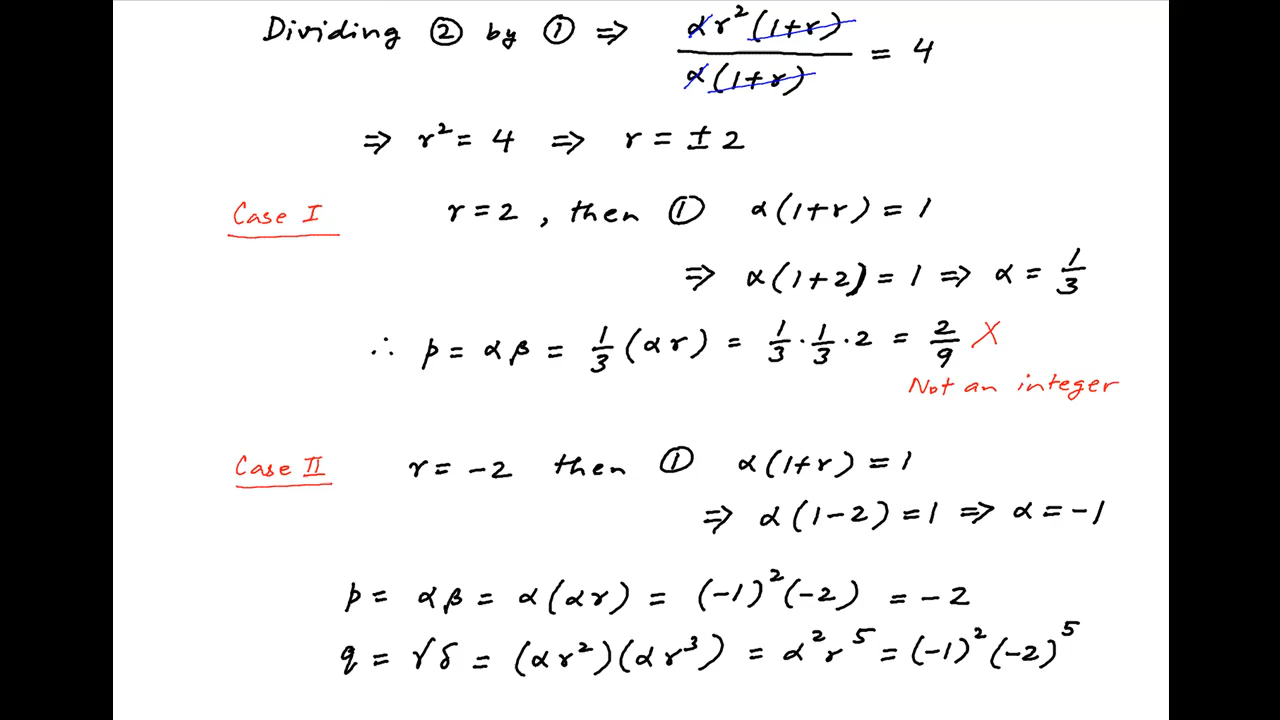 Dividing ② by ① ⇒ αr²(1+r) / α(1+r) = 4
⇒ r² = 4 ⇒ r = ± 2
Case I r = 2 , then ① α(1+r) = 1
⇒ α(1+2) = 1 ⇒ α = 1/3
∴ p = αβ = 1/3 (αr) = 1/3 · 1/3 · 2 = 2/9 X
Not an integer
Case II r = -2 then ① α(1+r) = 1
⇒ α(1-2) = 1 ⇒ α = -1
p = αβ = α(αr) = (-1)²(-2) = -2
q = γδ = (αr²)(αr³) = α²r⁵ = (-1)²(-2)⁵